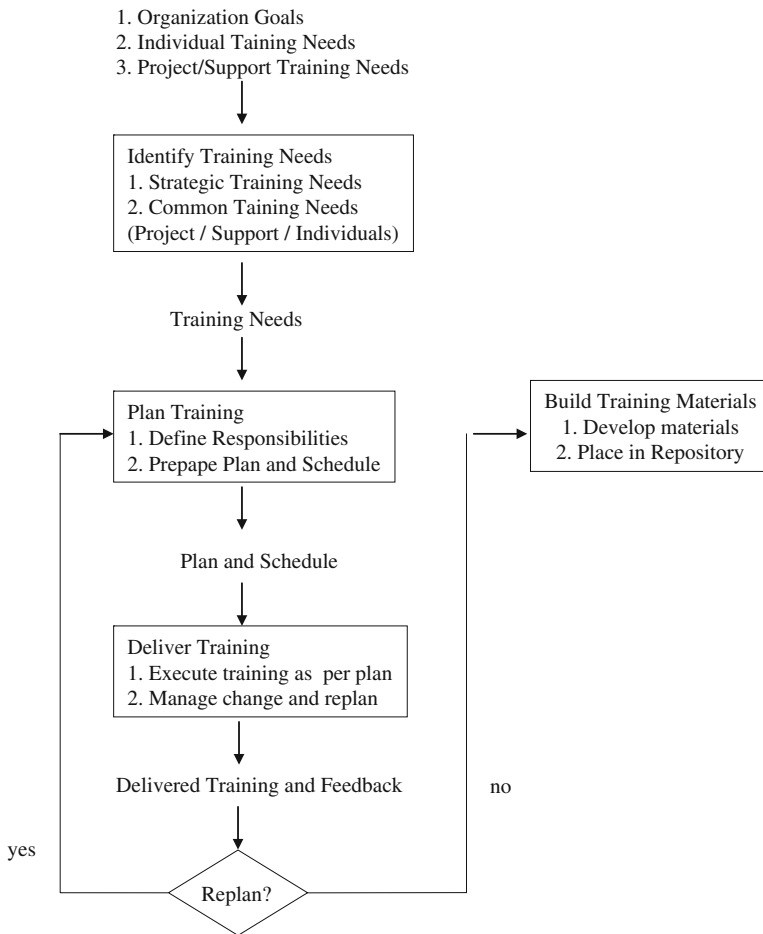 1. Organization Goals
2. Individual Taining Needs
3. Project/Support Training Needs
Identify Training Needs
1. Strategic Training Needs
2. Common Taining Needs
(Project / Support / Individuals)
Training Needs
Plan Training
1. Define Responsibilities
2. Prepape Plan and Schedule
Build Training Materials
1. Develop materials
2. Place in Repository
Plan and Schedule
Deliver Training
1. Execute training as per plan
2. Manage change and replan
Delivered Training and Feedback
no
yes
Replan?